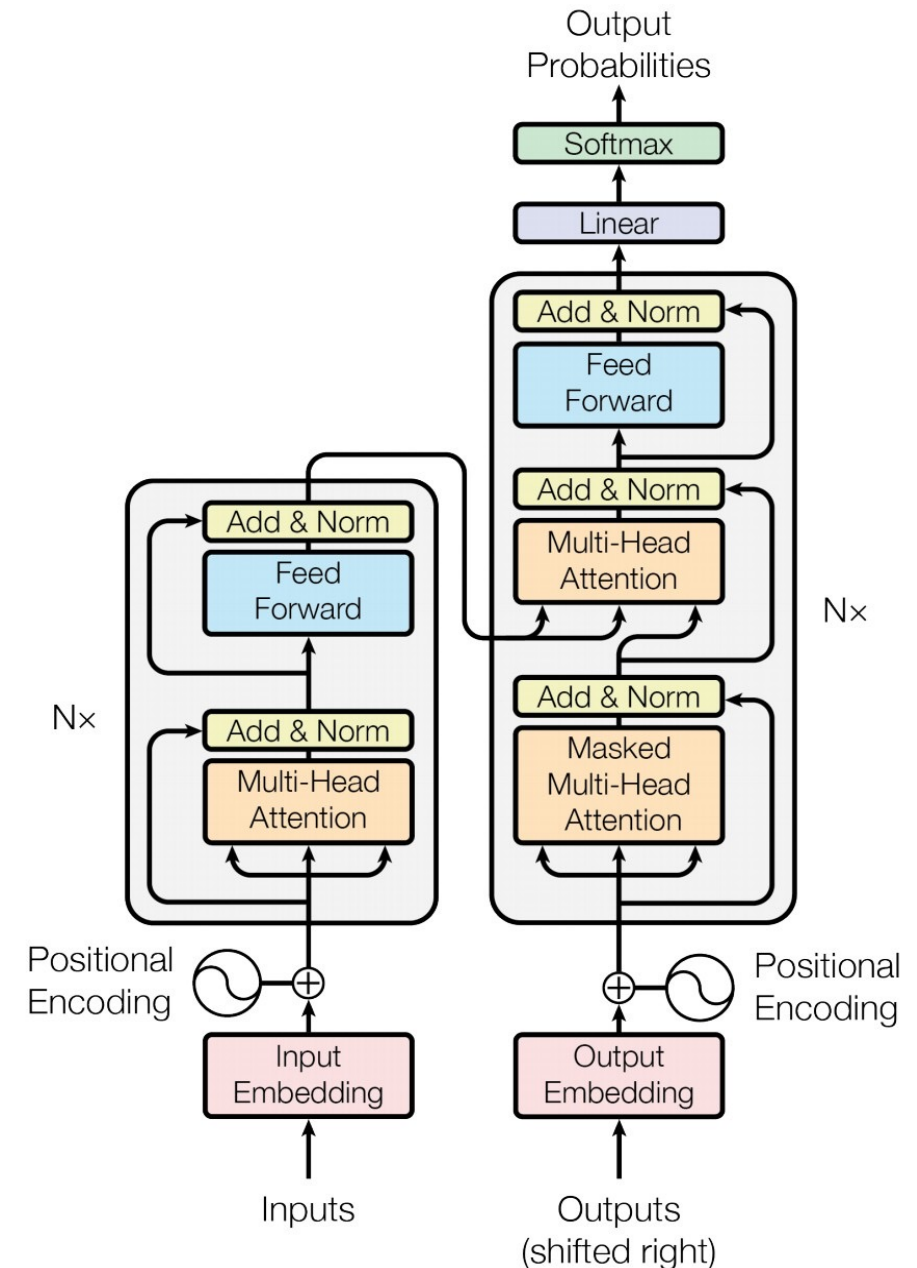 Output
Probabilities
Softmax
Linear
Add & Norm
Feed
Forward
Add & Norm
Multi-Head
Attention
Add & Norm
Masked
Multi-Head
Attention
N×
Add & Norm
Feed
Forward
Add & Norm
Multi-Head
Attention
N×
Positional
Encoding
Positional
Encoding
Input
Embedding
Output
Embedding
Inputs
Outputs
(shifted right)